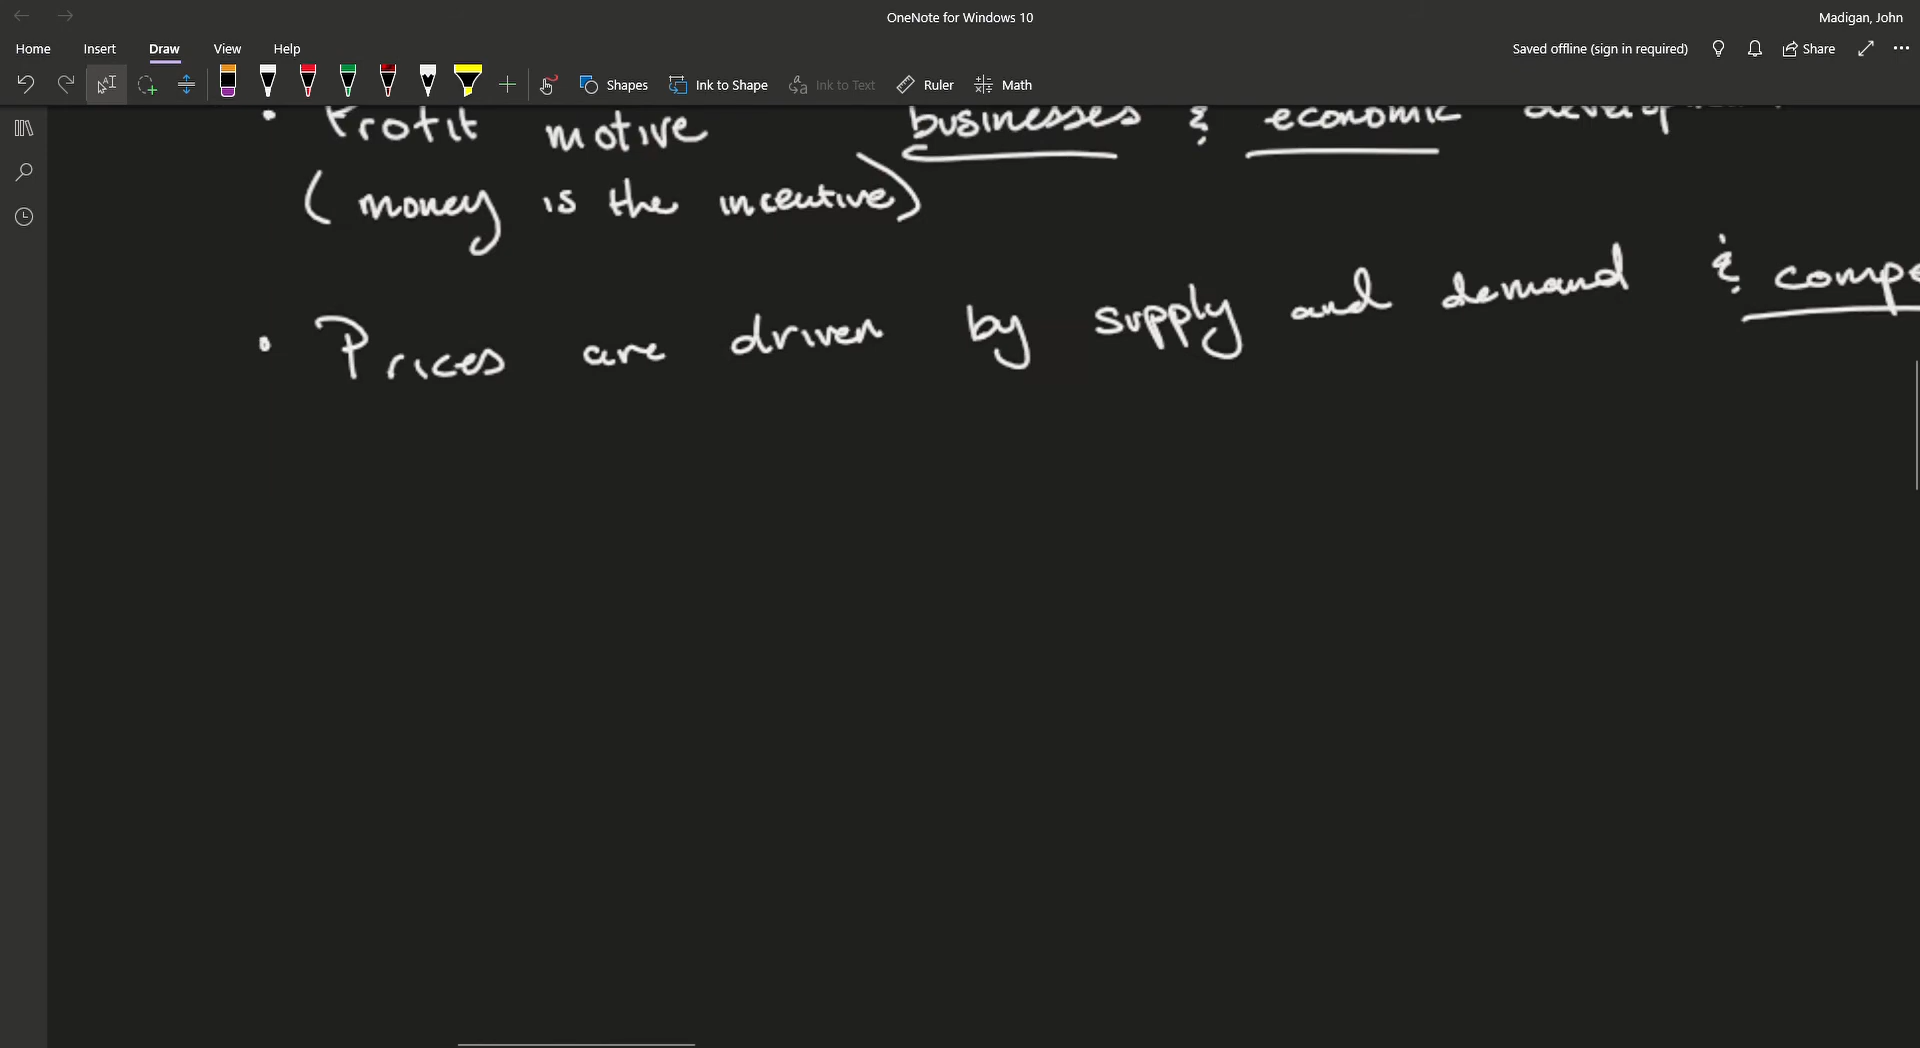 OneNote for Windows 10
Madigan, John
Home Insert Draw View Help
Saved offline (sign in required) Share
Shapes Ink to Shape Ink to Text Ruler Math
• Profit motive businesses & economic
(money is the incentive)
• Prices are driven by supply and demand & compe